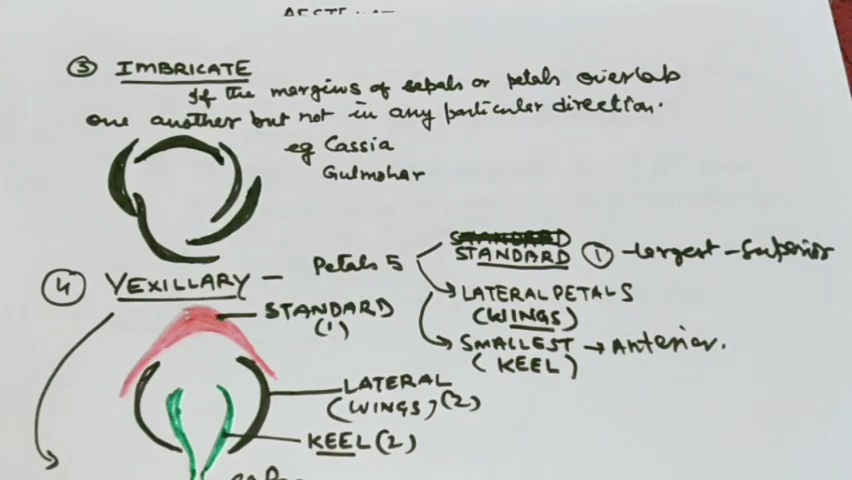 ③ IMBRICATE
If the margins of sepals or petals overlab
one another but not in any particular direction.
eg Cassia
Gulmohar
④ VEXILLARY - Petals 5
STANDARD ① - largest - Superior
LATERAL PETALS
(WINGS)
SMALLEST → Anterior.
(KEEL)
STANDARD
(1)
LATERAL
(WINGS) (2)
KEEL (2)